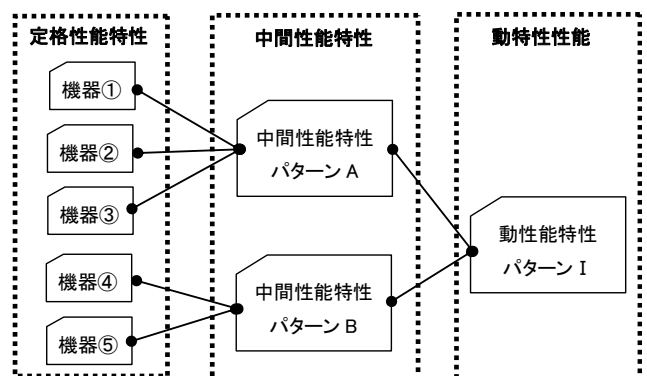 定格性能特性
中間性能特性
動特性性能
機器①
機器②
機器③
機器④
機器⑤
中間性能特性
パターン A
中間性能特性
パターン B
動性能特性
パターン I